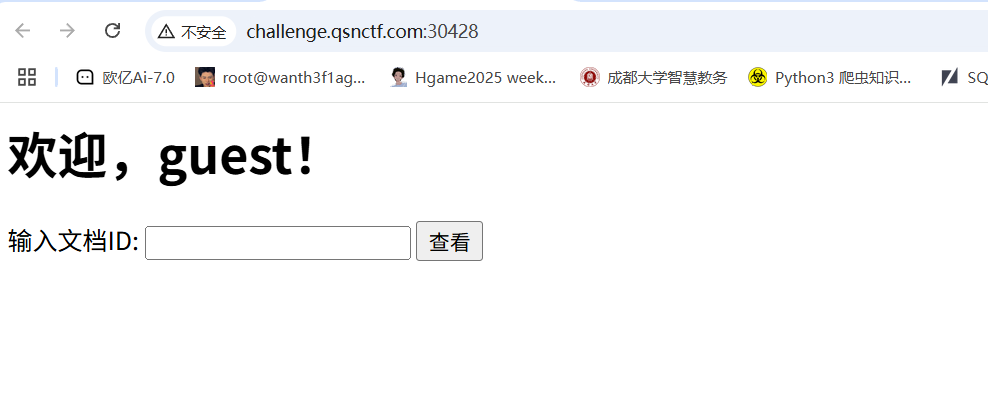 不安全 challenge.qsnctf.com:30428
欧亿Ai-7.0 root@wanth3f1ag... Hgame2025 week... 成都大学智慧教务 Python3 爬虫知识... SQ
欢迎，guest！
输入文档ID: 查看